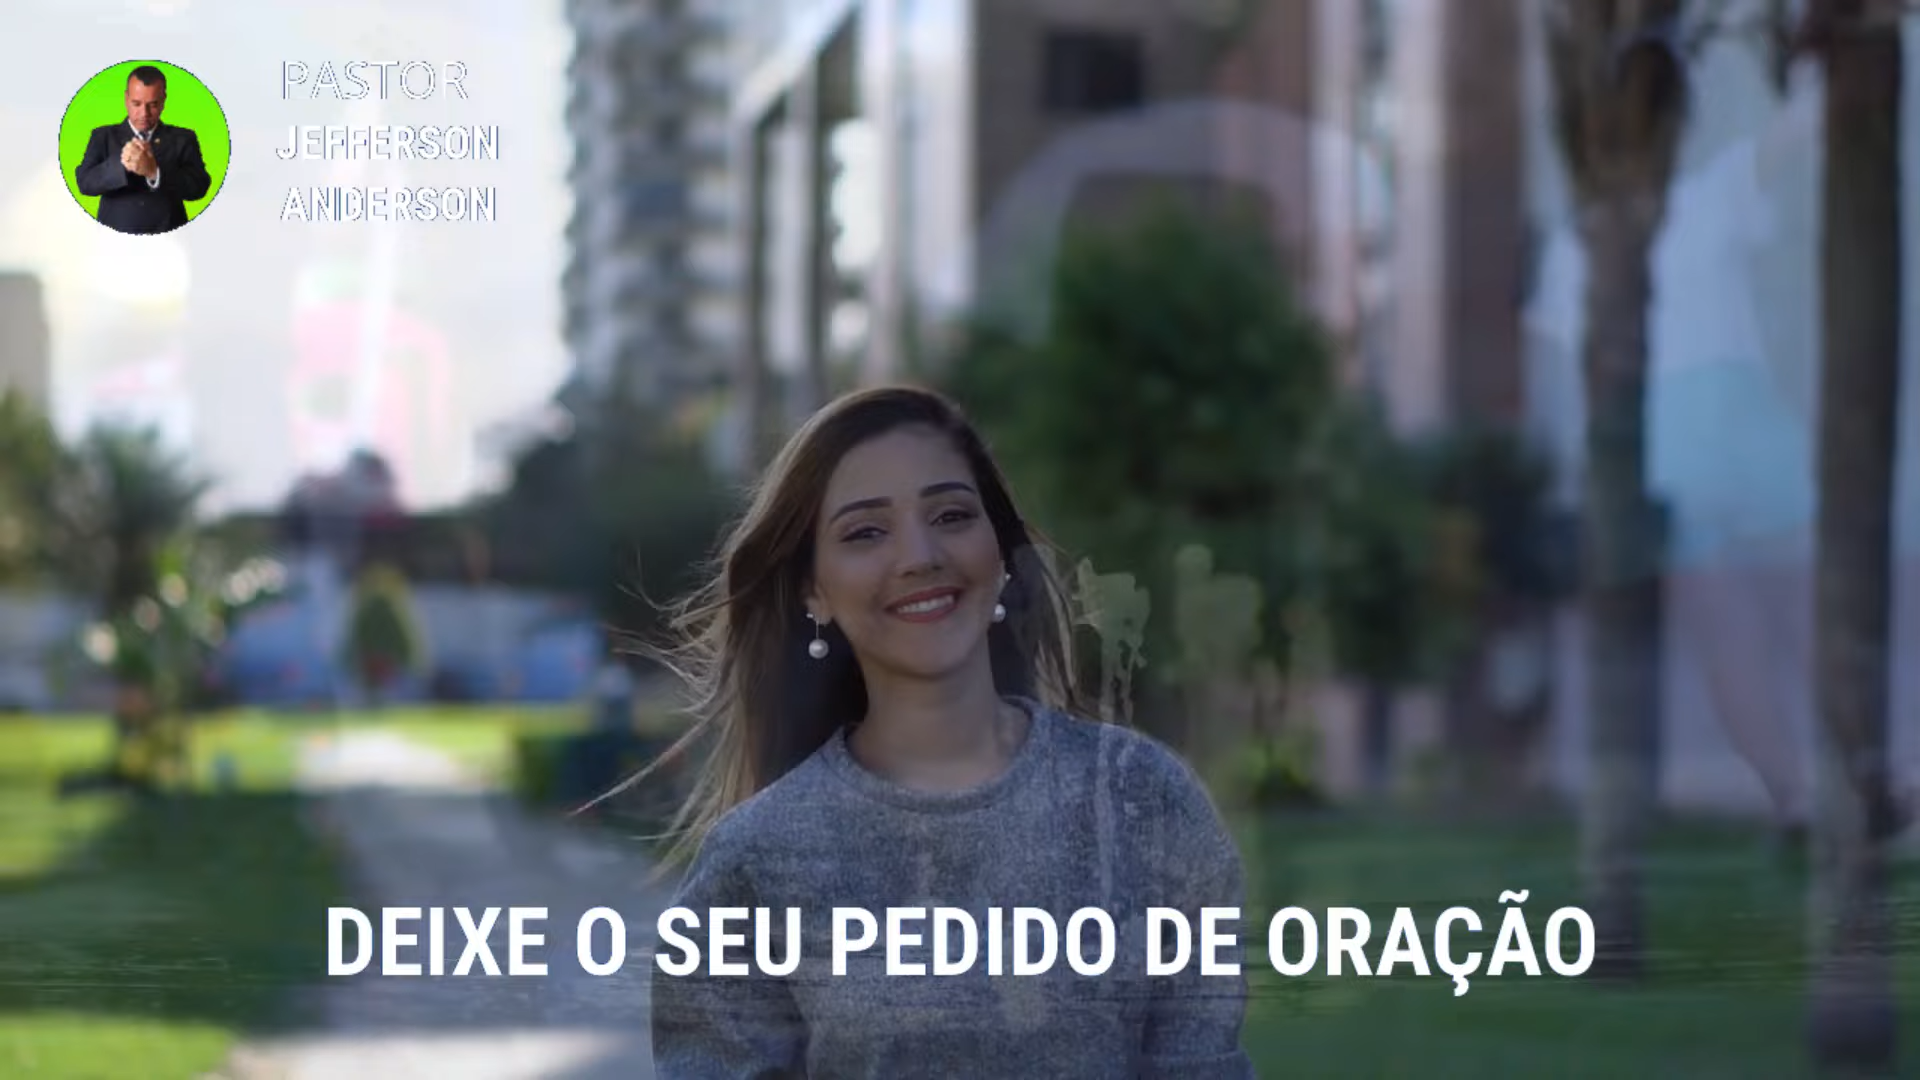 PASTOR
JEFFERSON
ANDERSON
DEIXE O SEU PEDIDO DE ORAÇÃO